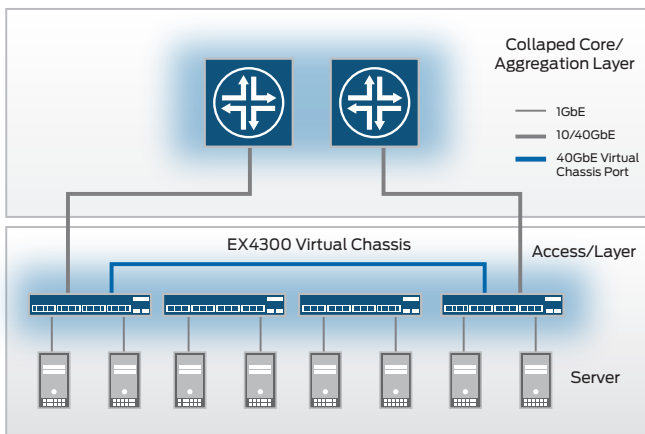 Collaped Core/
Aggregation Layer
1GbE
10/40GbE
40GbE Virtual
Chassis Port
EX4300 Virtual Chassis
Access/Layer
Server